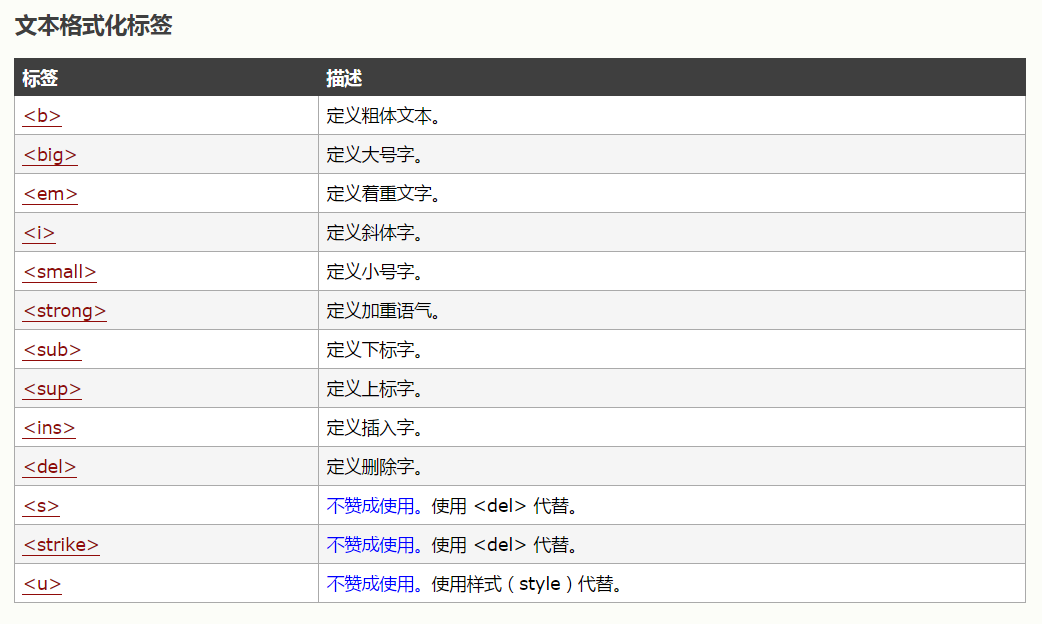 文本格式化标签
标签 描述
<b> 定义粗体文本。
<big> 定义大号字。
<em> 定义着重文字。
<i> 定义斜体字。
<small> 定义小号字。
<strong> 定义加重语气。
<sub> 定义下标字。
<sup> 定义上标字。
<ins> 定义插入字。
<del> 定义删除字。
<s> 不赞成使用。使用 <del> 代替。
<strike> 不赞成使用。使用 <del> 代替。
<u> 不赞成使用。使用样式（style）代替。